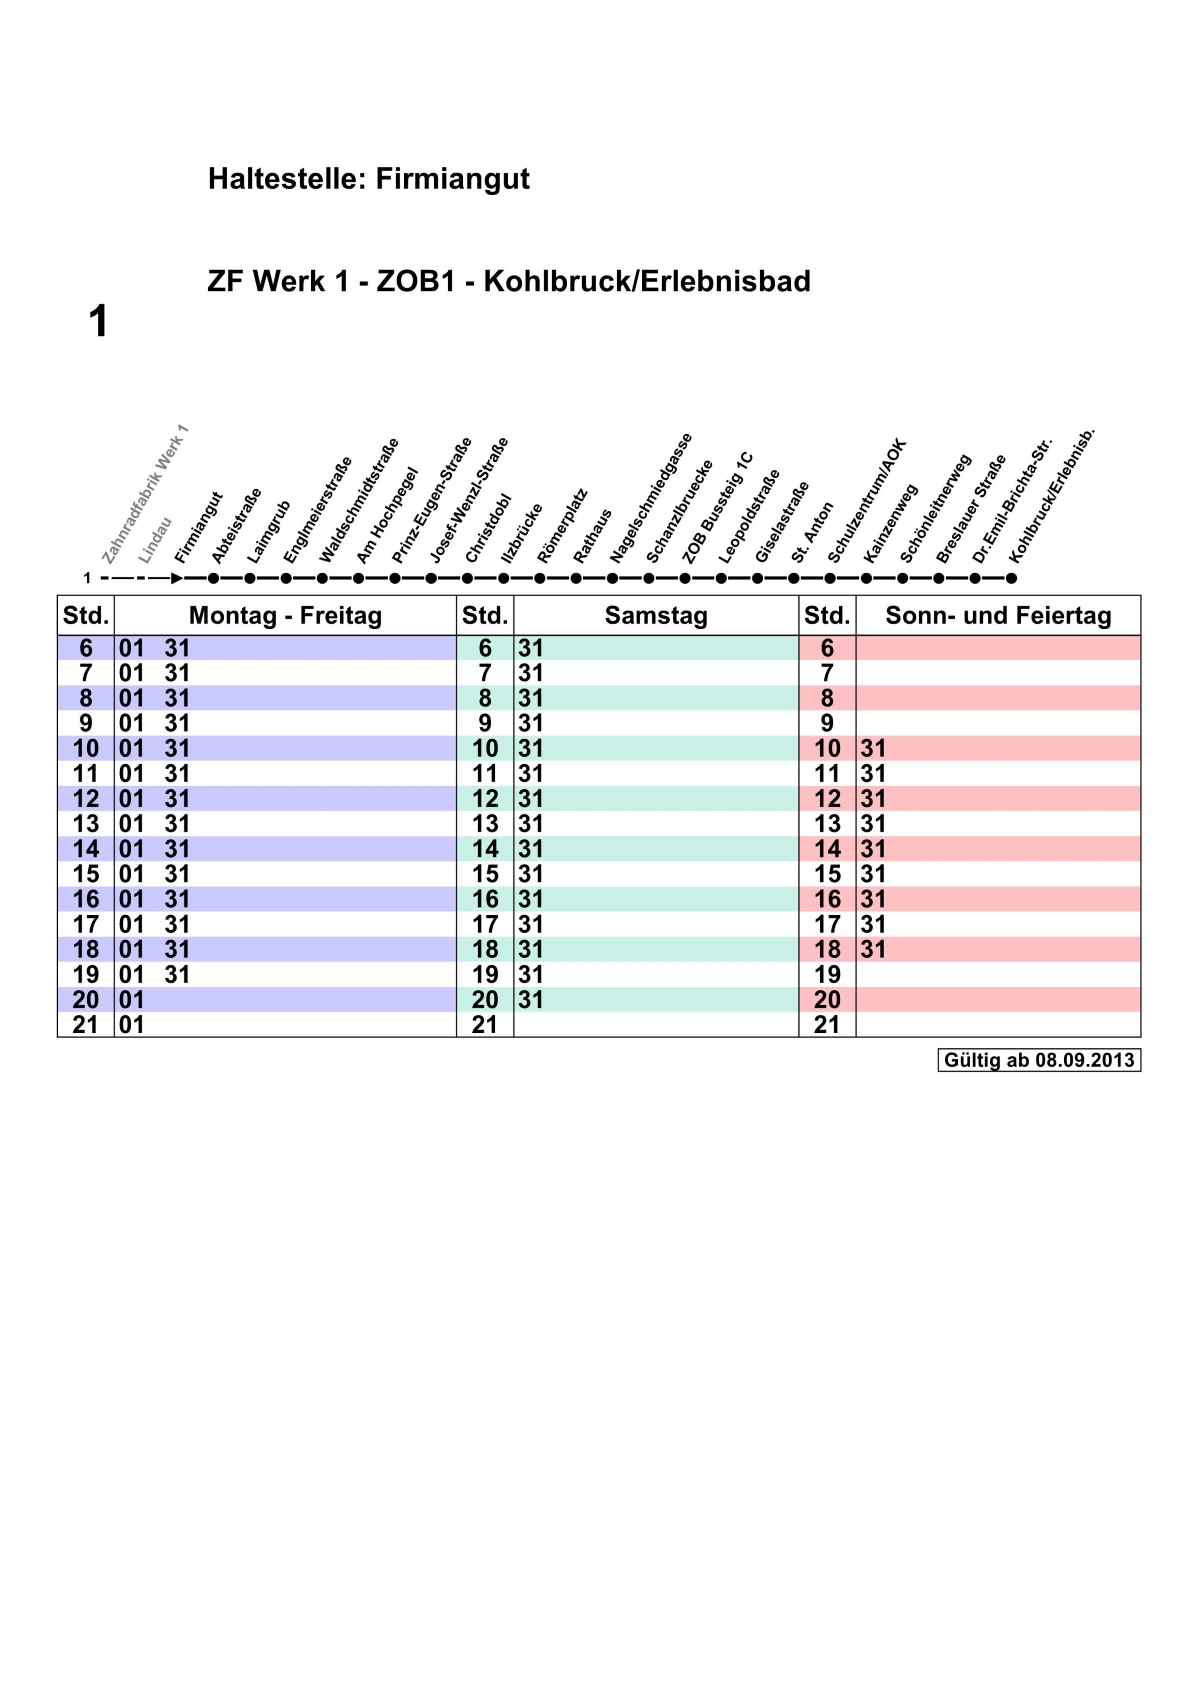 Haltestelle: Firmiangut
ZF Werk 1 - ZOB1 - Kohlbruck/Erlebnisbad
1
Zahnradfabrik Werk 1
Lindau
Firmiangut
Abteistraße
Laimgrub
Englmeierstraße
Waldschmidtstraße
Am Hochpegel
Prinz-Eugen-Straße
Josef-Wenzl-Straße
Christdobl
Ilzbrücke
Römerplatz
Rathaus
Nagelschmiedgasse
Schanzlbruecke
ZOB Bussteig 1C
Leopoldstraße
Giselastraße
St. Anton
Schulzentrum/AOK
Kainzenweg
Schönleitnerweg
Breslauer Straße
Dr.Emil-Brichta-Str.
Kohlbruck/Erlebnisb.
1
Std. Montag - Freitag Std. Samstag Std. Sonn- und Feiertag
6 01 31 6 31 6
7 01 31 7 31 7
8 01 31 8 31 8
9 01 31 9 31 9
10 01 31 10 31 10 31
11 01 31 11 31 11 31
12 01 31 12 31 12 31
13 01 31 13 31 13 31
14 01 31 14 31 14 31
15 01 31 15 31 15 31
16 01 31 16 31 16 31
17 01 31 17 31 17 31
18 01 31 18 31 18 31
19 01 31 19 31 19
20 01 20 31 20
21 01 21 21
Gültig ab 08.09.2013